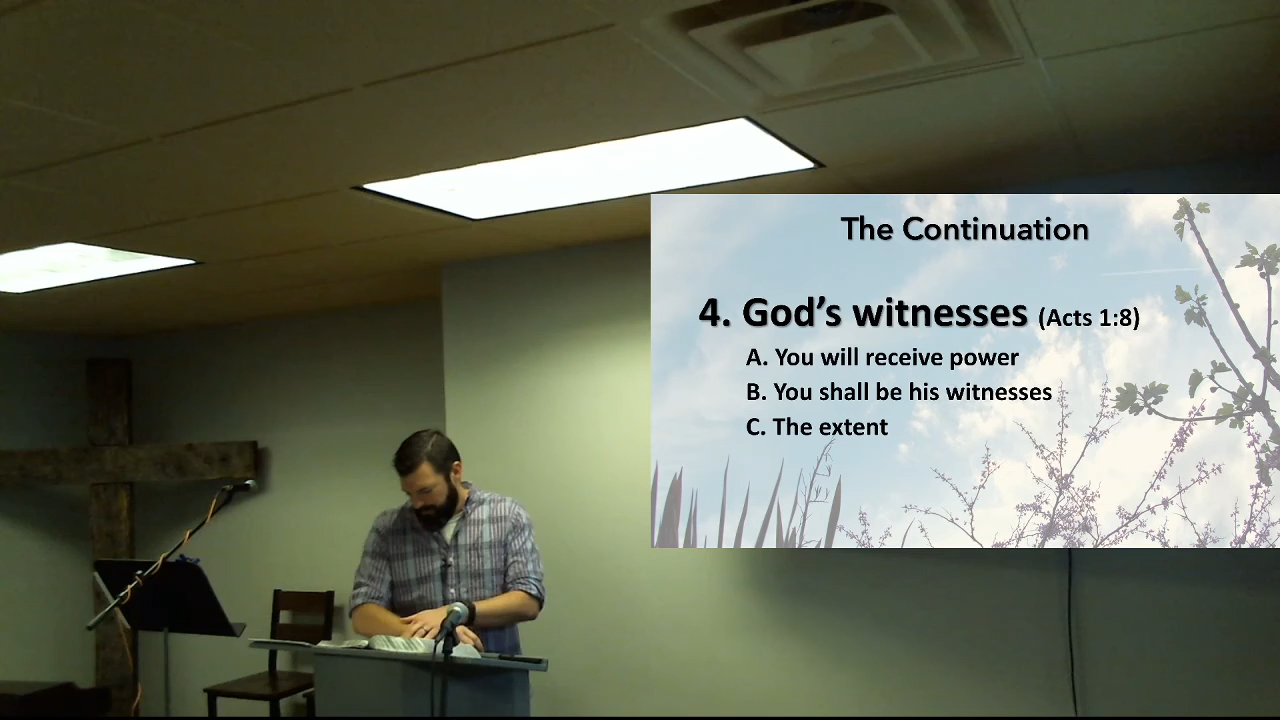 The Continuation
4. God's witnesses (Acts 1:8)
A. You will receive power
B. You shall be his witnesses
C. The extent